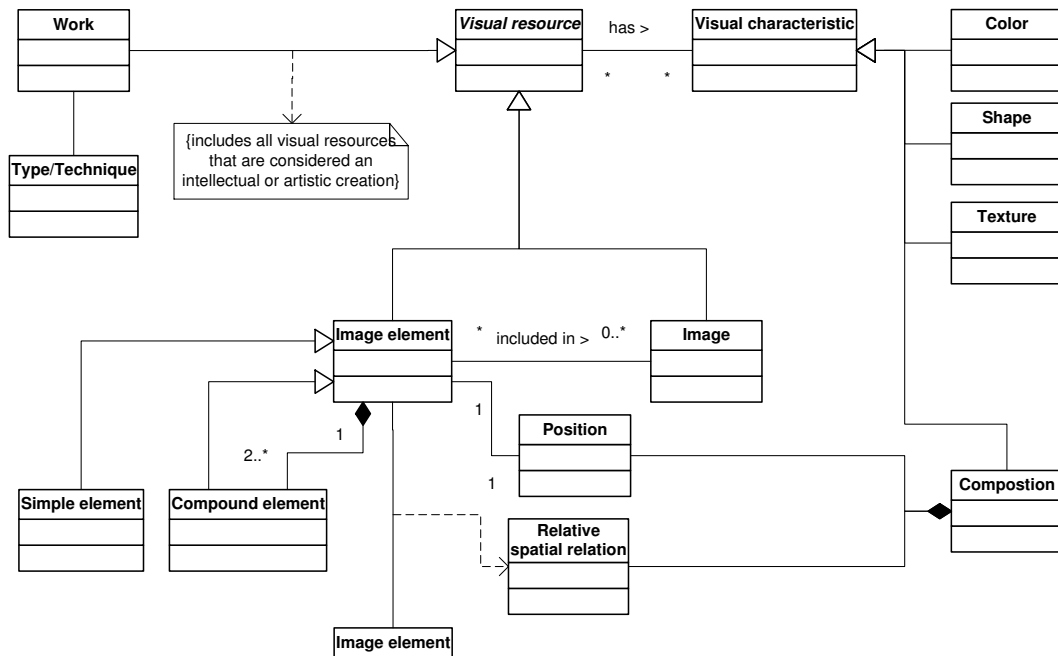 Work
Visual resource
has >
*
*
Visual characteristic
Color
{includes all visual resources
that are considered an
intellectual or artistic creation}
Shape
Type/Technique
Texture
Image element
*
included in >
0..*
Image
1
1
Position
1
2..*
Simple element
Compound element
Compostion
Relative
spatial relation
Image element